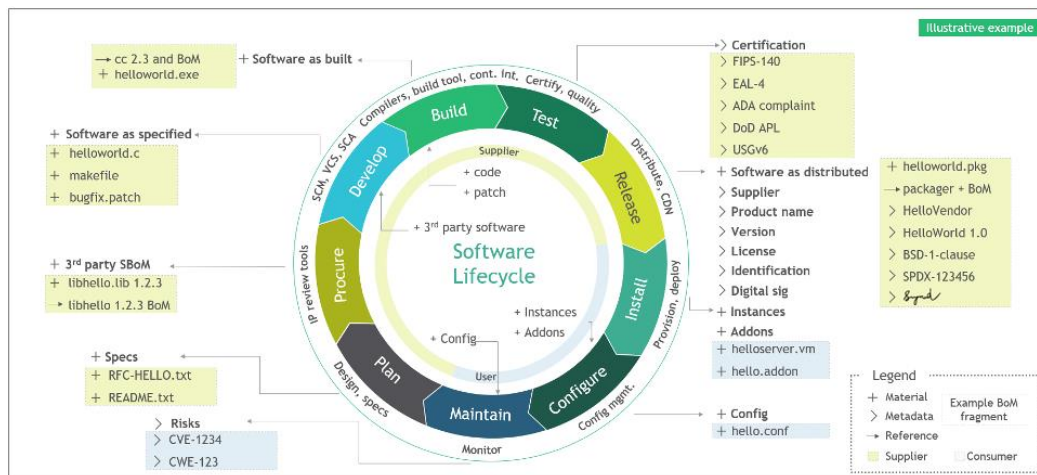 Illustrative example
→ cc 2.3 and BoM
+ helloworld.exe
+ Software as built
+ Software as specified
+ helloworld.c
+ makefile
+ bugfix.patch
+ 3rd party SBoM
+ libhello.lib 1.2.3
→ libhello 1.2.3 BoM
+ Specs
+ RFC-HELLO.txt
+ README.txt
> Risks
> CVE-1234
> CWE-123
Compilers, build tool, cont. int.
Certify, quality
Distribute, CDN
Provision, deploy
Config mgmt.
Monitor
Design, specs
IP review tools
SCM, VCS, SCA
Build
Test
Release
Install
Configure
Maintain
Plan
Procure
Develop
Supplier
+ code
+ patch
+ 3rd party software
Software
Lifecycle
+ Instances
+ Addons
+ Config
User
> Certification
> FIPS-140
> EAL-4
> ADA complaint
> DoD APL
> USGv6
+ Software as distributed
> Supplier
> Product name
> Version
> License
> Identification
> Digital sig
+ Instances
+ Addons
+ helloserver.vm
+ hello.addon
+ Config
+ hello.conf
+ helloworld.pkg
→ packager + BoM
> HelloVendor
> HelloWorld 1.0
> BSD-1-clause
> SPDX-123456
>
Legend
+ Material
> Metadata
→ Reference
Supplier
Example BoM
fragment
Consumer